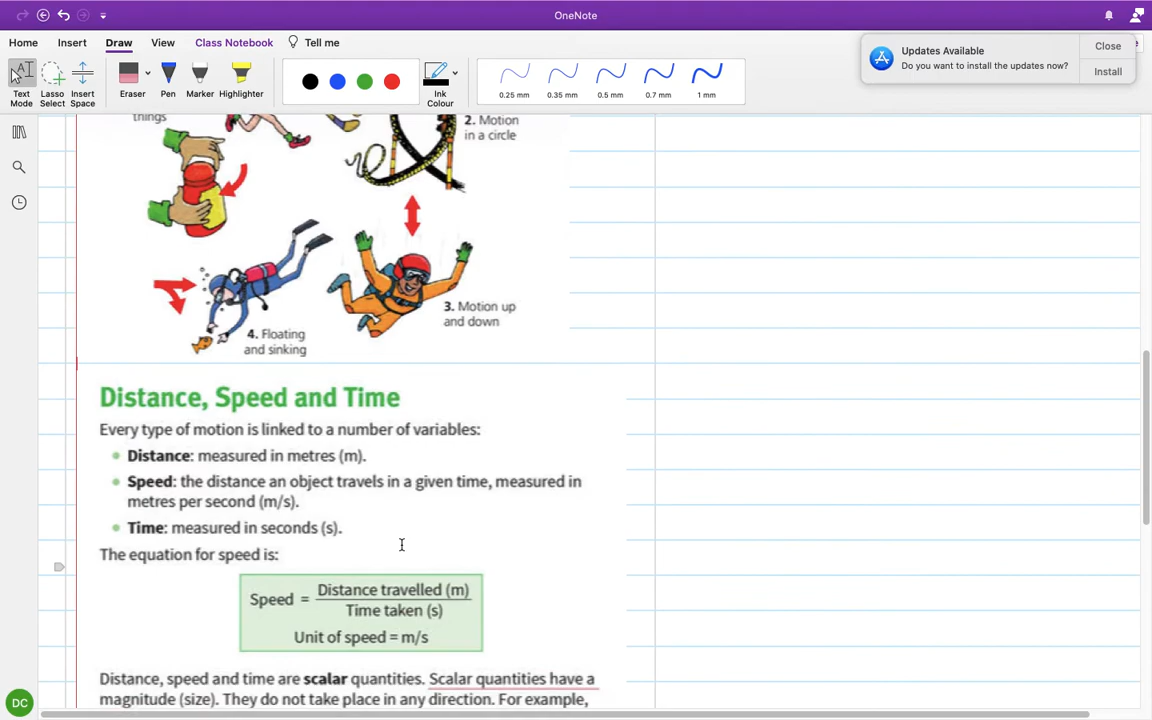 OneNote
Home Insert Draw View Class Notebook Tell me
Updates Available
Do you want to install the updates now?
Close
Install
Text Mode
Lasso Select
Insert Space
Eraser
Pen
Marker
Highlighter
Ink Colour
0.25 mm 0.35 mm 0.5 mm 0.7 mm 1 mm
things
2. Motion
in a circle
3. Motion up
and down
4. Floating
and sinking
Distance, Speed and Time
Every type of motion is linked to a number of variables:
• Distance: measured in metres (m).
• Speed: the distance an object travels in a given time, measured in
metres per second (m/s).
• Time: measured in seconds (s).
The equation for speed is:
Speed = Distance travelled (m)
Time taken (s)
Unit of speed = m/s
Distance, speed and time are scalar quantities. Scalar quantities have a
magnitude (size). They do not take place in any direction. For example,
DC